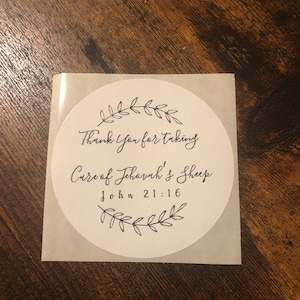 Thank You for taking
Care of Jehovah's Sheep
John 21:16